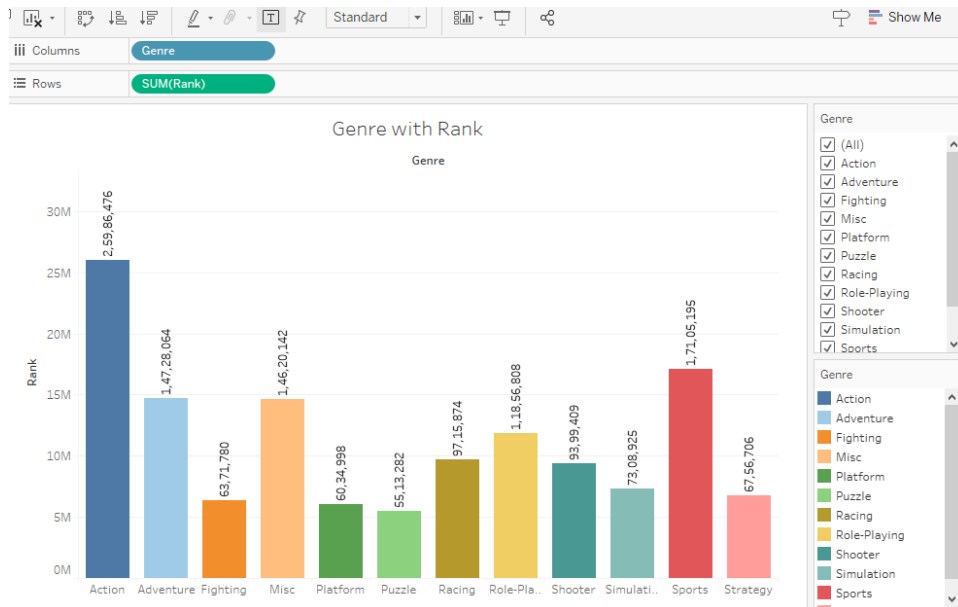 Standard
Show Me
Columns
Genre
Rows
SUM(Rank)
Genre with Rank
Genre
Rank
30M
25M
20M
15M
10M
5M
0M
2,59,86,476
1,47,28,064
63,71,780
1,46,20,142
60,34,998
55,13,282
97,15,874
1,18,56,808
93,99,409
73,08,925
1,71,05,195
67,56,706
Action Adventure Fighting Misc Platform Puzzle Racing Role-Pla.. Shooter Simulati.. Sports Strategy
Genre
(All)
Action
Adventure
Fighting
Misc
Platform
Puzzle
Racing
Role-Playing
Shooter
Simulation
Sports
Genre
Action
Adventure
Fighting
Misc
Platform
Puzzle
Racing
Role-Playing
Shooter
Simulation
Sports